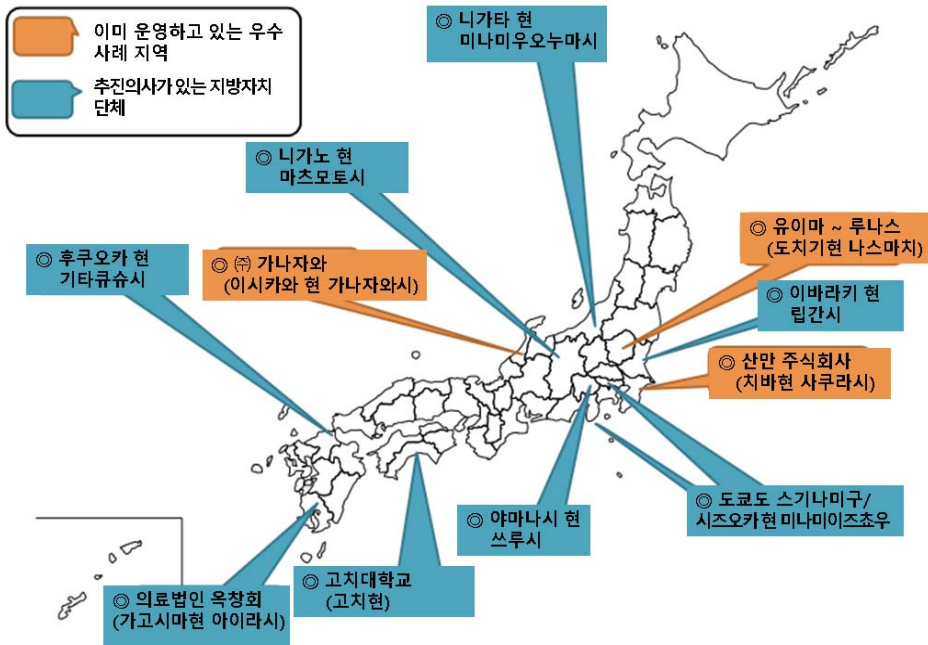 이미 운영하고 있는 우수
사례 지역
추진의사가 있는 지방자치
단체
◎ 니가타 현
미나미우오누마시
◎ 니가노 현
마츠모토시
◎ 후쿠오카 현
기타큐슈시
◎ ㈜ 가나자와
(이시카와 현 가나자와시)
◎ 유이마 ~ 루나스
(도치기현 나스마치)
◎ 이바라키 현
립간시
◎ 산만 주식회사
(치바현 사쿠라시)
◎ 도쿄도 스기나미구/
시즈오카현 미나미이즈쵸우
◎ 야마나시 현
쓰루시
◎ 고치대학교
(고치현)
◎ 의료법인 옥창회
(가고시마현 아이라시)